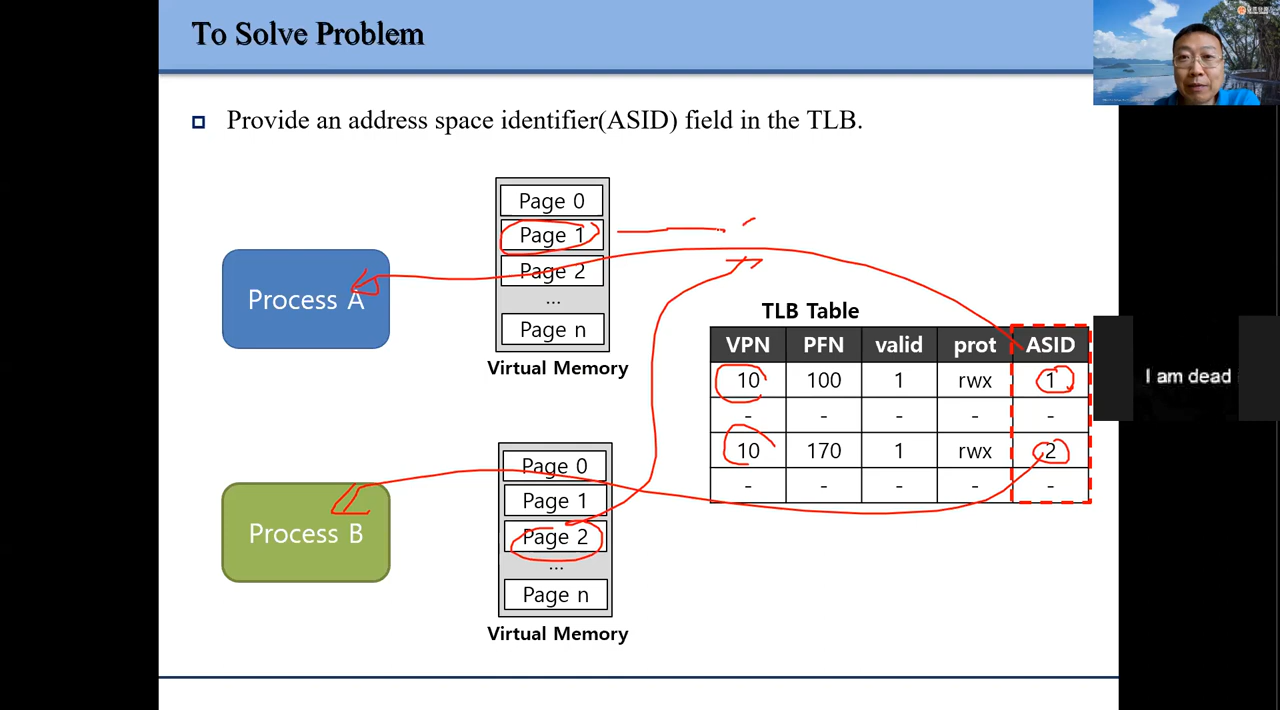 To Solve Problem
Provide an address space identifier(ASID) field in the TLB.
Page 0
Page 1
Page 2
...
Page n
Virtual Memory
Process A
TLB Table
VPN PFN valid prot ASID
10 100 1 rwx 1
- - - - -
10 170 1 rwx 2
- - - - -
Page 0
Page 1
Page 2
...
Page n
Virtual Memory
Process B
I am dead